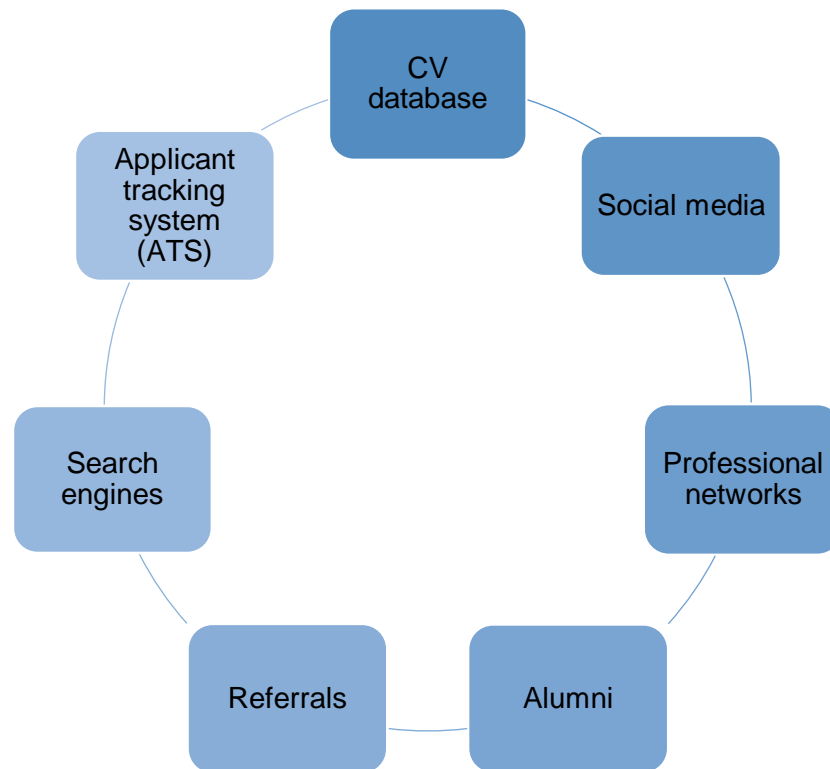 CV
database
Social media
Professional
networks
Alumni
Referrals
Search
engines
Applicant
tracking
system
(ATS)